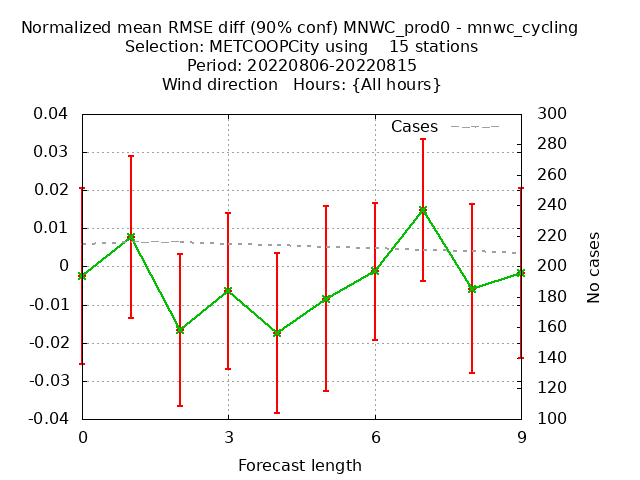 Normalized mean RMSE diff (90% conf) MNWC_prod0 - mnwc_cycling
Selection: METCOOPCity using    15 stations
Period: 20220806-20220815
Wind direction   Hours: {All hours}
Cases
0.04
0.03
0.02
0.01
0
-0.01
-0.02
-0.03
-0.04
300
280
260
240
220
200
180
160
140
120
100
No cases
0 3 6 9
Forecast length